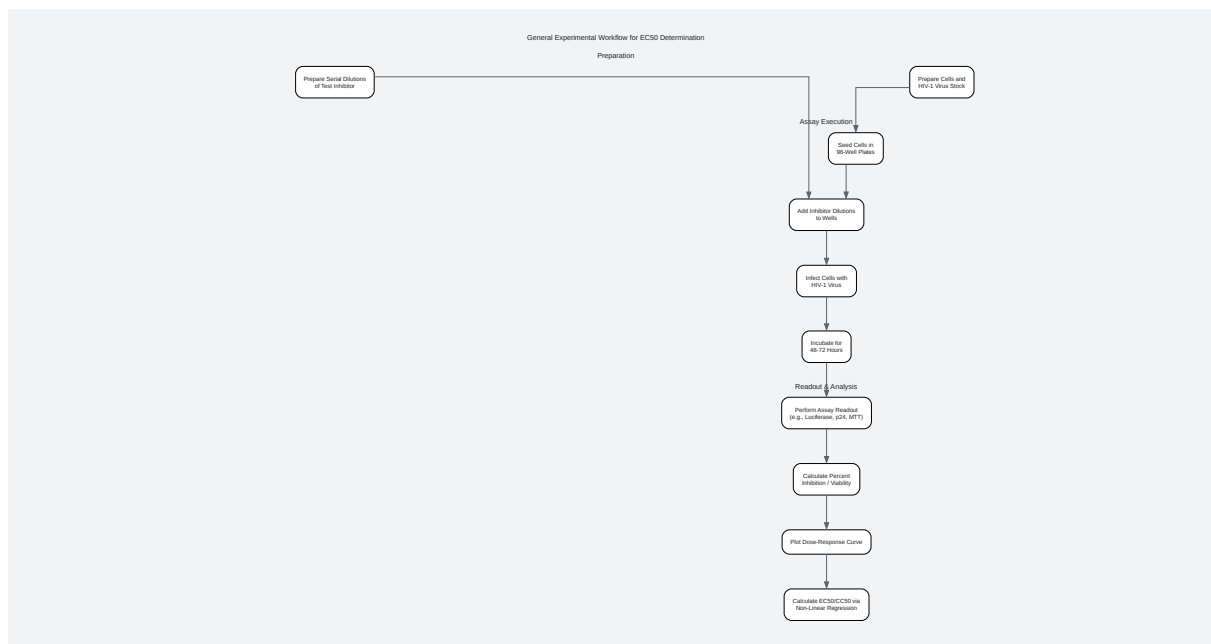 General Experimental Workflow for EC50 Determination
Preparation
Prepare Serial Dilutions
of Test Inhibitor
Prepare Cells and
HIV-1 Virus Stock
Assay Execution
Seed Cells in
96-Well Plates
Add Inhibitor Dilutions
to Wells
Infect Cells with
HIV-1 Virus
Incubate for
48-72 Hours
Readout & Analysis
Perform Assay Readout
(e.g., Luciferase, p24, MTT)
Calculate Percent
Inhibition / Viability
Plot Dose-Response Curve
Calculate EC50/CC50 via
Non-Linear Regression